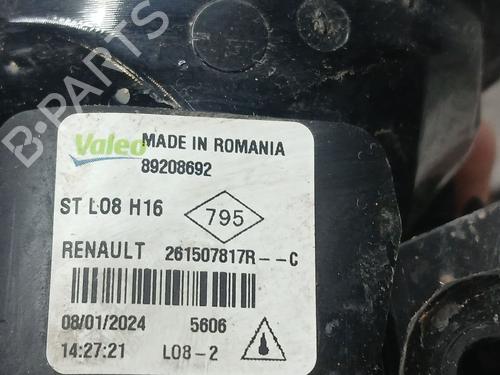 Valeo MADE IN ROMANIA
89208692
ST L08 H16 795
RENAULT 261507817R--C
08/01/2024 5606
14:27:21 L08-2
B-PARTS